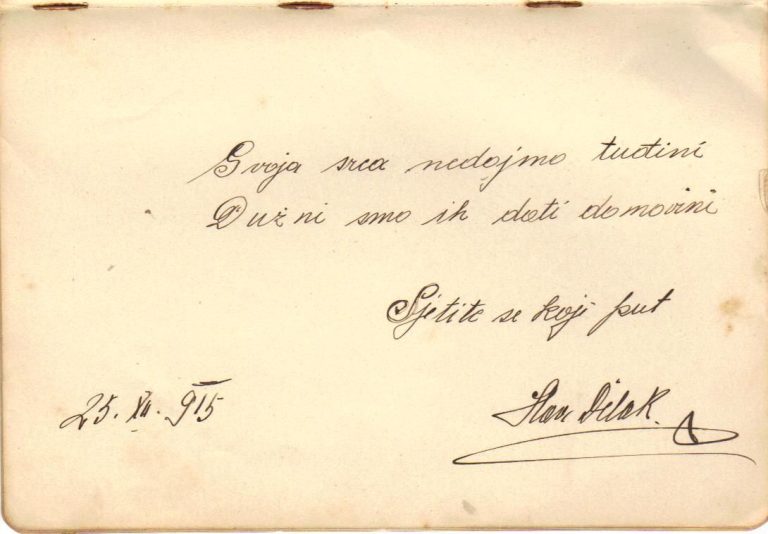 Svoja srca nedajmo tuđini
Dužni smo ih dati domovini
Sjetite se koji put
25. XII. 915